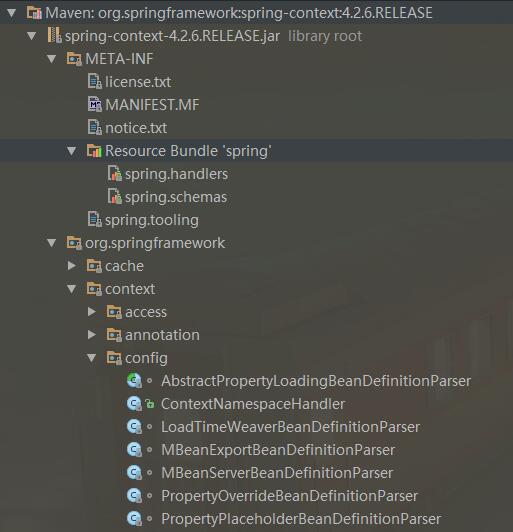 Maven: org.springframework:spring-context:4.2.6.RELEASE
spring-context-4.2.6.RELEASE.jar library root
META-INF
license.txt
MANIFEST.MF
notice.txt
Resource Bundle 'spring'
spring.handlers
spring.schemas
spring.tooling
org.springframework
cache
context
access
annotation
config
AbstractPropertyLoadingBeanDefinitionParser
ContextNamespaceHandler
LoadTimeWeaverBeanDefinitionParser
MBeanExportBeanDefinitionParser
MBeanServerBeanDefinitionParser
PropertyOverrideBeanDefinitionParser
PropertyPlaceholderBeanDefinitionParser